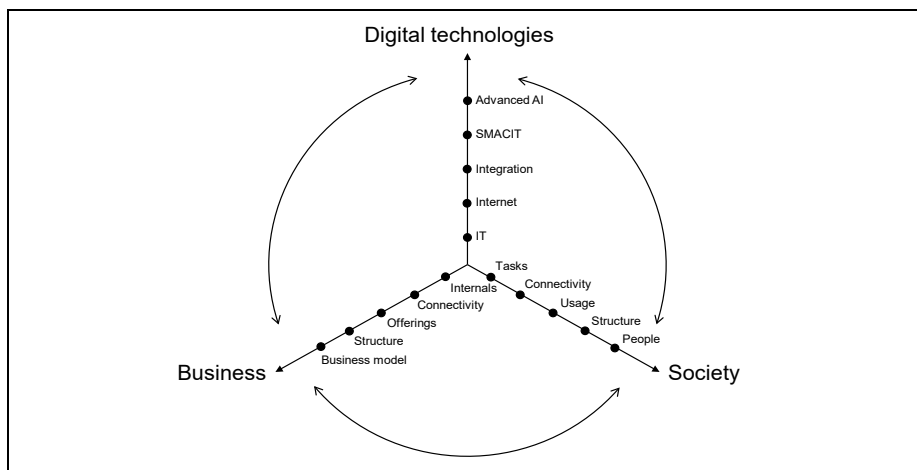 Digital technologies
Advanced AI
SMACIT
Integration
Internet
IT
Tasks
Internals
Connectivity
Connectivity
Usage
Offerings
Structure
Structure
People
Business model
Business
Society